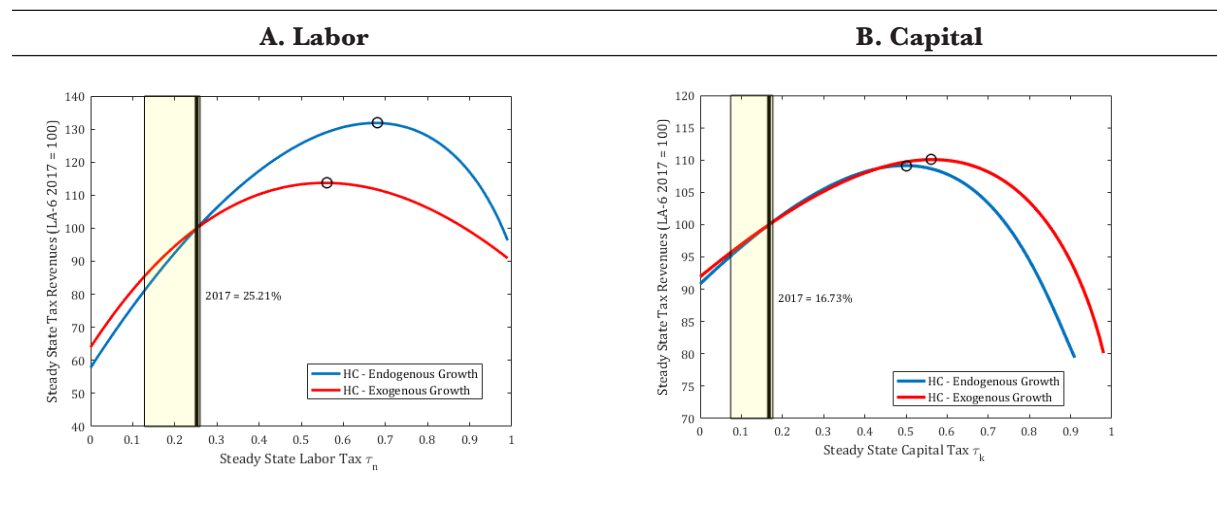 A. Labor
B. Capital
Steady State Tax Revenues (LA-6 2017 = 100)
140
130
120
110
100
90
80
70
60
50
40
2017 = 25.21%
HC - Endogenous Growth
HC - Exogenous Growth
0 0.1 0.2 0.3 0.4 0.5 0.6 0.7 0.8 0.9 1
Steady State Labor Tax τn
Steady State Tax Revenues (LA-6 2017 = 100)
120
115
110
105
100
95
90
85
80
75
70
2017 = 16.73%
HC - Endogenous Growth
HC - Exogenous Growth
0 0.1 0.2 0.3 0.4 0.5 0.6 0.7 0.8 0.9 1
Steady State Capital Tax τk